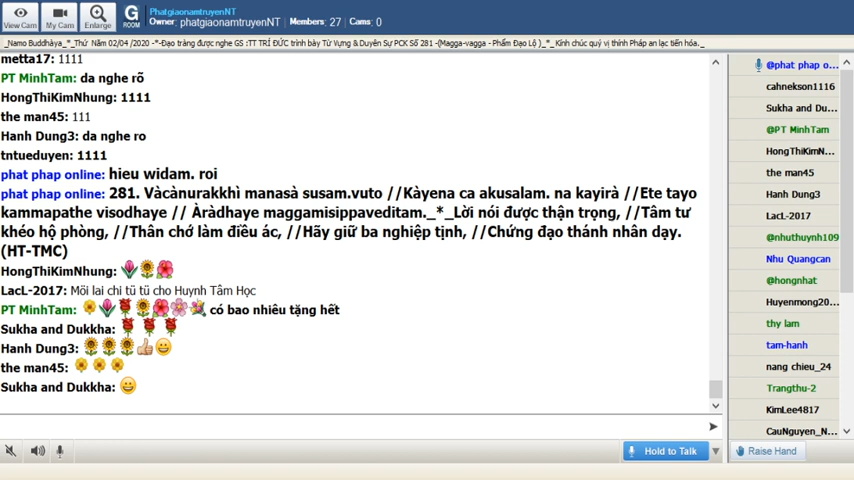 View Cam
My Cam
Enlarge
G
ROOM
PhatgiaonamtruyenNT
Owner: phatgiaonamtruyenNT | Members: 27 | Cams: 0
_Namo Buddhàya_*_Thứ Năm 02/04 /2020 -*-Đạo tràng được nghe GS :TT TRÍ ĐỨC trình bày Từ Vựng & Duyên Sự PCK Số 281 -(Magga-vagga - Phẩm Đạo Lộ )_*_ Kính chúc quý vị thính Pháp an lạc tiến hóa._
metta17: 1111
PT MinhTam: da nghe rõ
HongThiKimNhung: 1111
the man45: 111
Hanh Dung3: da nghe ro
tntueduyen: 1111
phat phap online: hieu widam. roi
phat phap online: 281. Vàcànurakkhì manasà susam.vuto //Kàyena ca akusalam. na kayirà //Ete tayo
kammapathe visodhaye // Àràdhaye maggamisippaveditam._*_Lời nói được thận trọng, //Tâm tư
khéo hộ phòng, //Thân chớ làm điều ác, //Hãy giữ ba nghiệp tịnh, //Chứng đạo thánh nhân dạy.
(HT-TMC)
HongThiKimNhung:
LacL-2017: Mõi lai chi tũ tũ cho Huynh Tâm Học
PT MinhTam: có bao nhiêu tặng hết
Sukha and Dukkha:
Hanh Dung3:
the man45:
Sukha and Dukkha:
@phat phap o...
cahnekson1116
Sukha and Du...
@PT MinhTam
HongThiKimN...
the man45
Hanh Dung3
LacL-2017
@nhuthuynh109
Nhu Quangcan
@hongnhat
Huyenmong20...
thy lam
tam-hanh
nang chieu_24
Trangthu-2
KimLee4817
CauNguyen_N...
Hold to Talk
Raise Hand